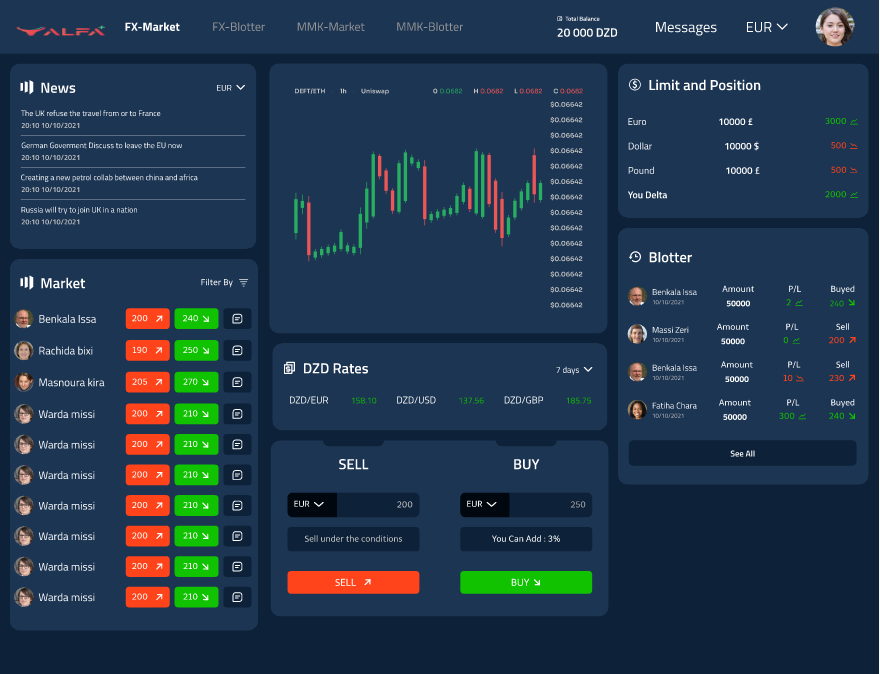 ALFA
FX-Market
FX-Blotter
MMK-Market
MMK-Blotter
Total Balance
20 000 DZD
Messages
EUR
News
EUR
The UK refuse the travel from or to France
20:10 10/10/2021
German Goverment Discuss to leave the EU now
20:10 10/10/2021
Creating a new petrol collab between china and africa
20:10 10/10/2021
Russia will try to join UK in a nation
20:10 10/10/2021
Market
Filter By
Benkala Issa 200 240
Rachida bixi 190 250
Masnoura kira 205 270
Warda missi 200 210
Warda missi 200 210
Warda missi 200 210
Warda missi 200 210
Warda missi 200 210
Warda missi 200 210
Warda missi 200 210
DEFT/ETH 1h Uniswap O 0.0682 H 0.0682 L 0.0682 C 0.0682
$0.06642
$0.06642
$0.06642
$0.06642
$0.06642
$0.06642
$0.06642
$0.06642
$0.06642
$0.06642
$0.06642
$0.06642
$0.06642
$0.06642
DZD Rates
7 days
DZD/EUR 158.10 DZD/USD 137.56 DZD/GBP 185.75
SELL
EUR 200
Sell under the conditions
SELL
BUY
EUR 250
You Can Add : 3%
BUY
Limit and Position
Euro 10000 £ 3000
Dollar 10000 $ 500
Pound 10000 £ 500
You Delta 2000
Blotter
Benkala Issa Amount P/L Buyed
10/10/2021 50000 2 240
Massi Zeri Amount P/L Sell
10/10/2021 50000 0 200
Benkala Issa Amount P/L Sell
10/10/2021 50000 10 230
Fatiha Chara Amount P/L Buyed
10/10/2021 50000 300 240
See All